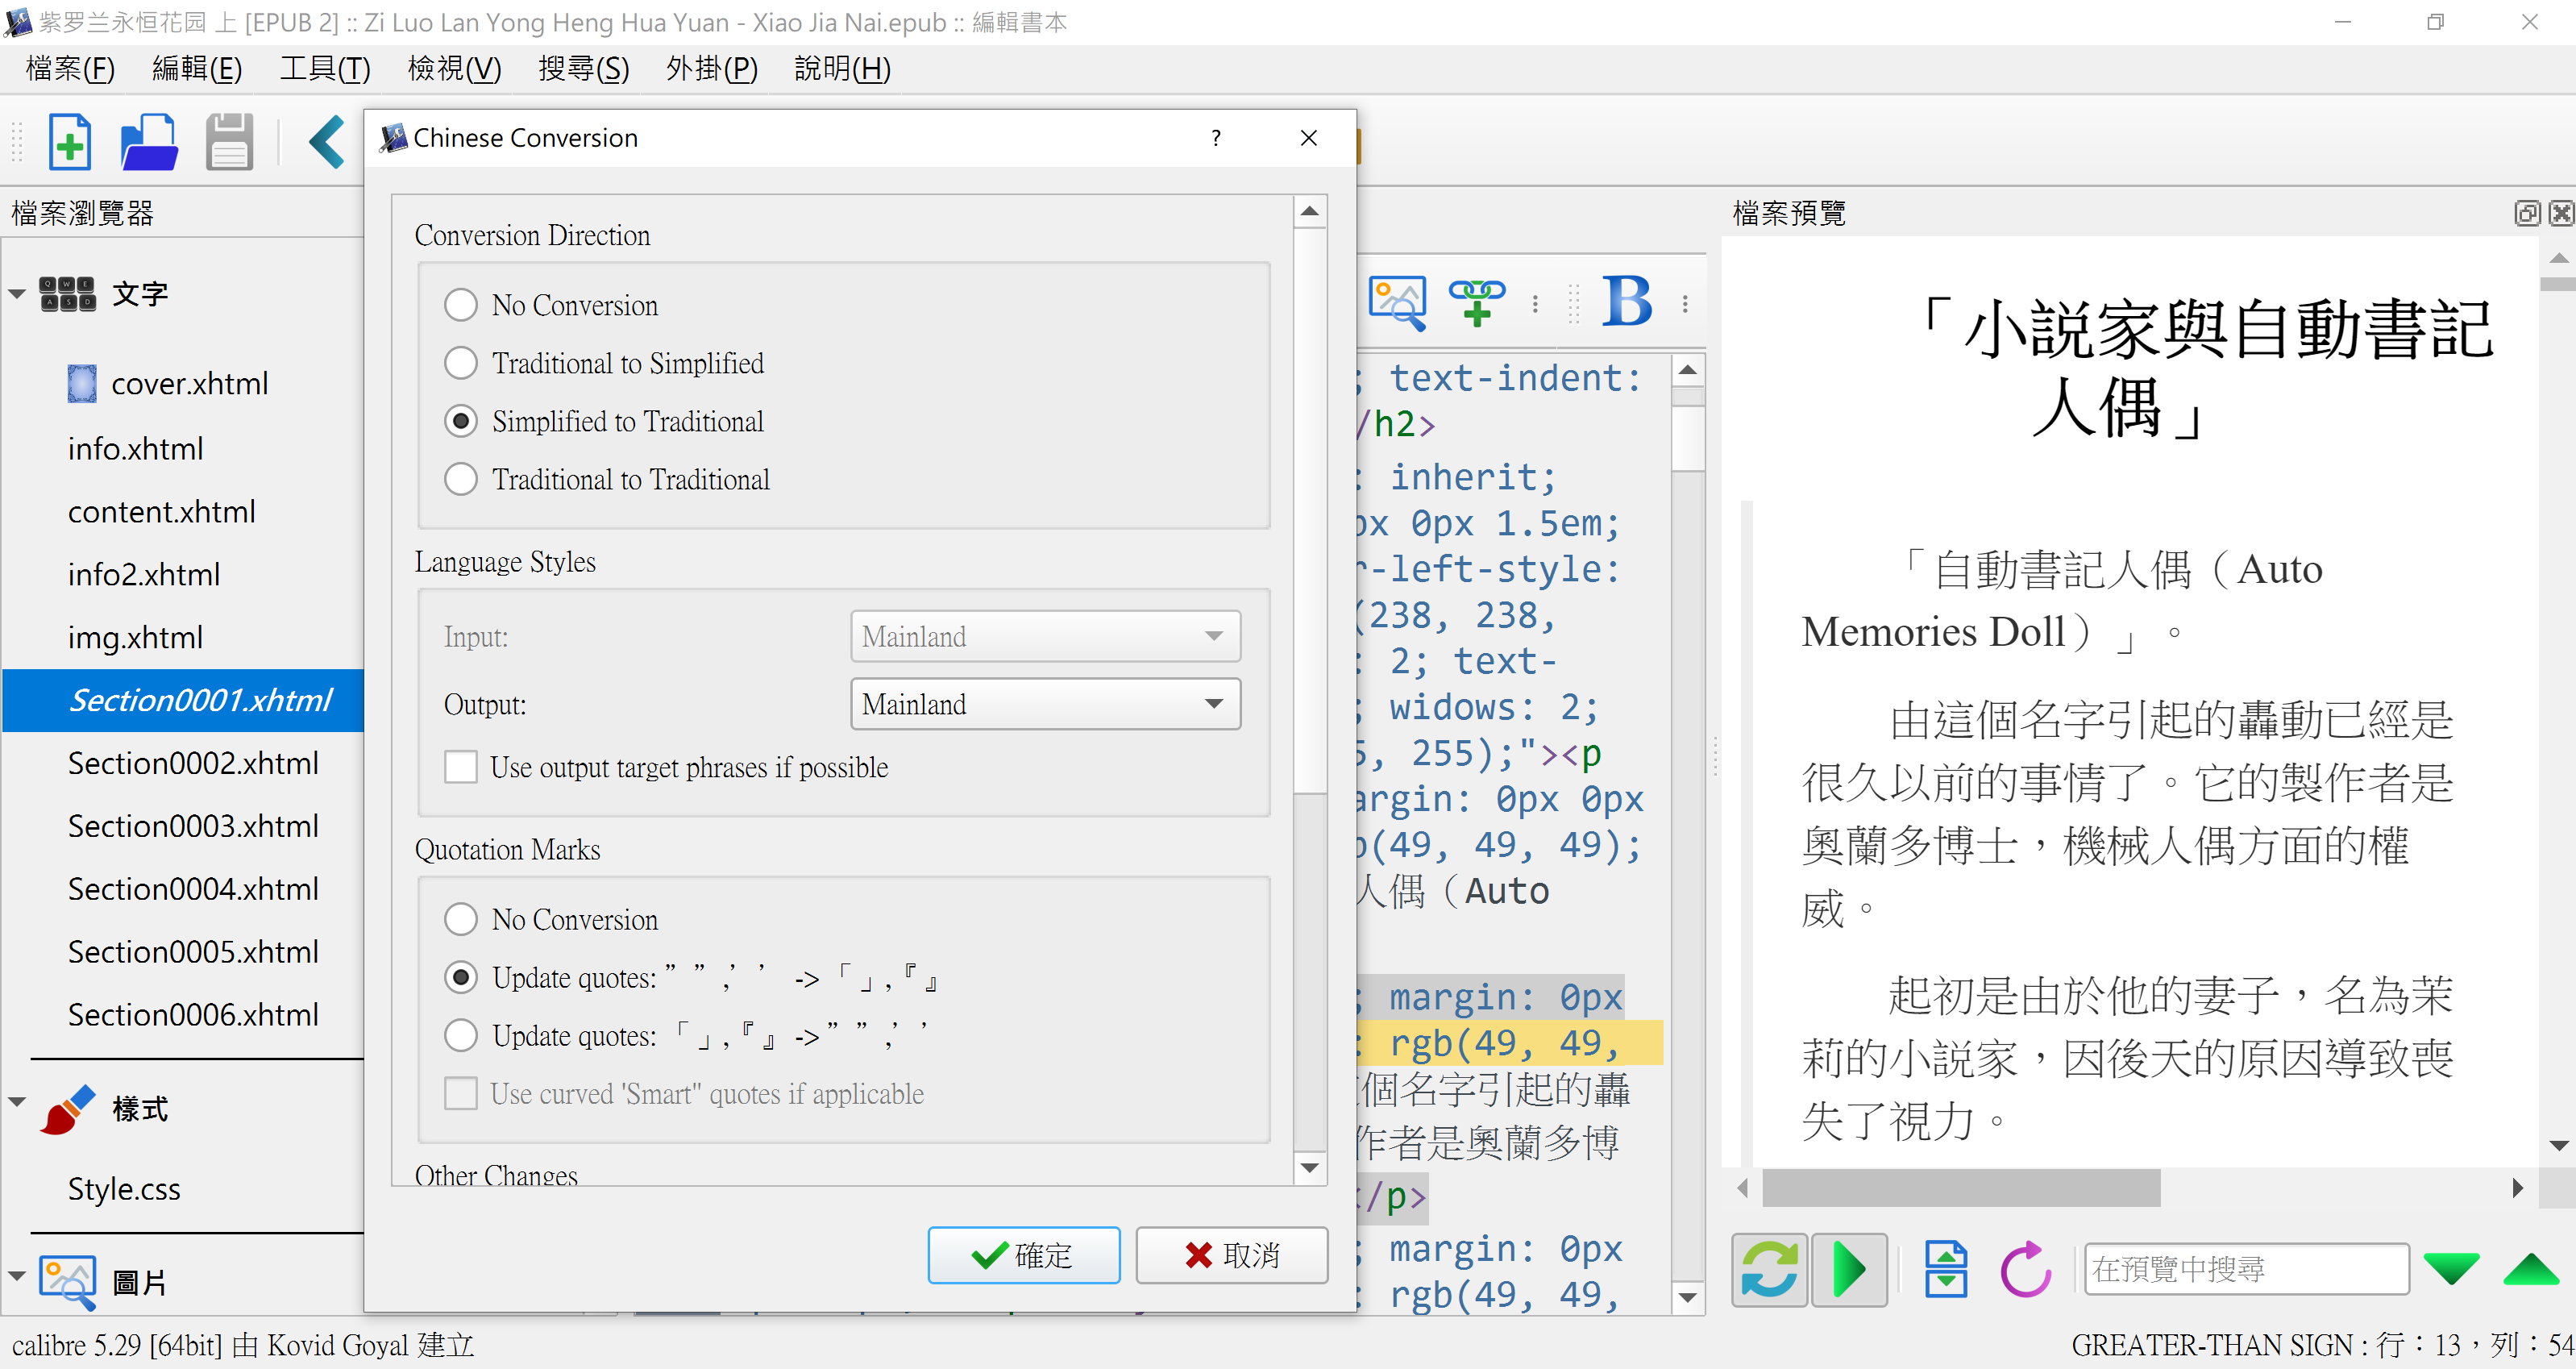 紫罗兰永恒花园 上 [EPUB 2] :: Zi Luo Lan Yong Heng Hua Yuan - Xiao Jia Nai.epub :: 編輯書本
檔案(F) 編輯(E) 工具(T) 檢視(V) 搜尋(S) 外掛(P) 說明(H)
檔案瀏覽器
文字
cover.xhtml
info.xhtml
content.xhtml
info2.xhtml
img.xhtml
Section0001.xhtml
Section0002.xhtml
Section0003.xhtml
Section0004.xhtml
Section0005.xhtml
Section0006.xhtml
樣式
Style.css
圖片
Chinese Conversion ?
Conversion Direction
No Conversion
Traditional to Simplified
Simplified to Traditional
Traditional to Traditional
Language Styles
Input: Mainland
Output: Mainland
Use output target phrases if possible
Quotation Marks
No Conversion
Update quotes: ” ” , ’ ’ -> 「 」, 『 』
Update quotes: 「 」, 『 』 -> ” ” , ’ ’
Use curved 'Smart" quotes if applicable
Other Changes
確定 取消
B
; text-indent:
/h2>
: inherit;
px 0px 1.5em;
r-left-style:
(238, 238,
: 2; text-
; widows: 2;
5, 255);"><p
argin: 0px 0px
b(49, 49, 49);
人偶（Auto
; margin: 0px
: rgb(49, 49,
個名字引起的轟
作者是奧蘭多博
</p>
; margin: 0px
: rgb(49, 49,
檔案預覽
「小説家與自動書記
人偶」
「自動書記人偶（Auto
Memories Doll）」。
由這個名字引起的轟動已經是
很久以前的事情了。它的製作者是
奧蘭多博士，機械人偶方面的權
威。
起初是由於他的妻子，名為茉
莉的小説家，因後天的原因導致喪
失了視力。
在預覽中搜尋
calibre 5.29 [64bit] 由 Kovid Goyal 建立
GREATER-THAN SIGN : 行：13，列：54